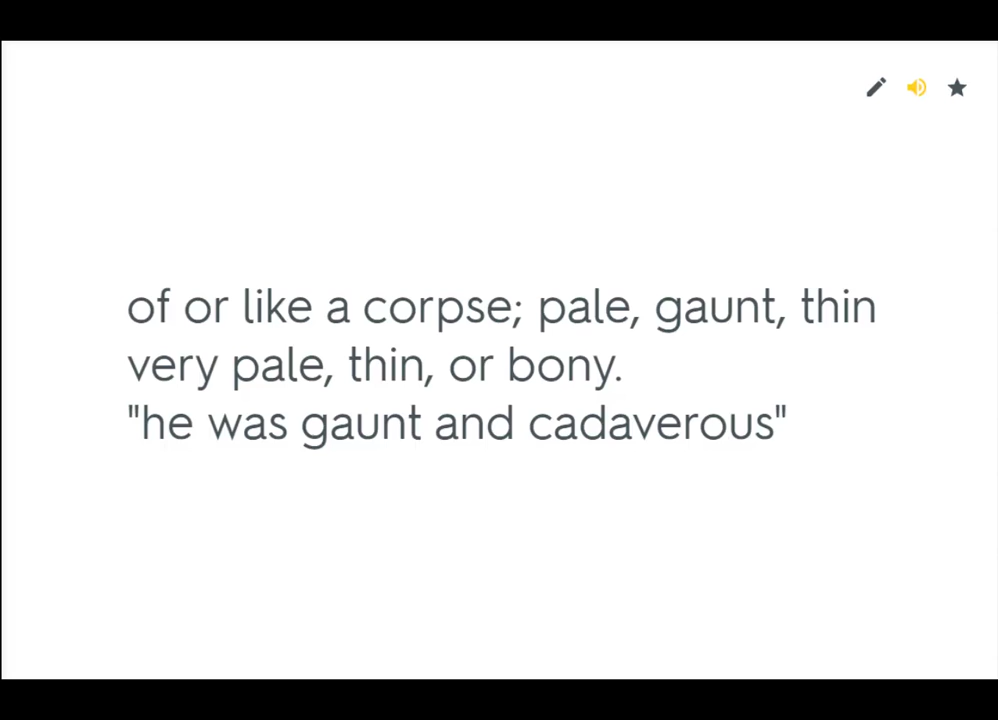 of or like a corpse; pale, gaunt, thin
very pale, thin, or bony.
"he was gaunt and cadaverous"